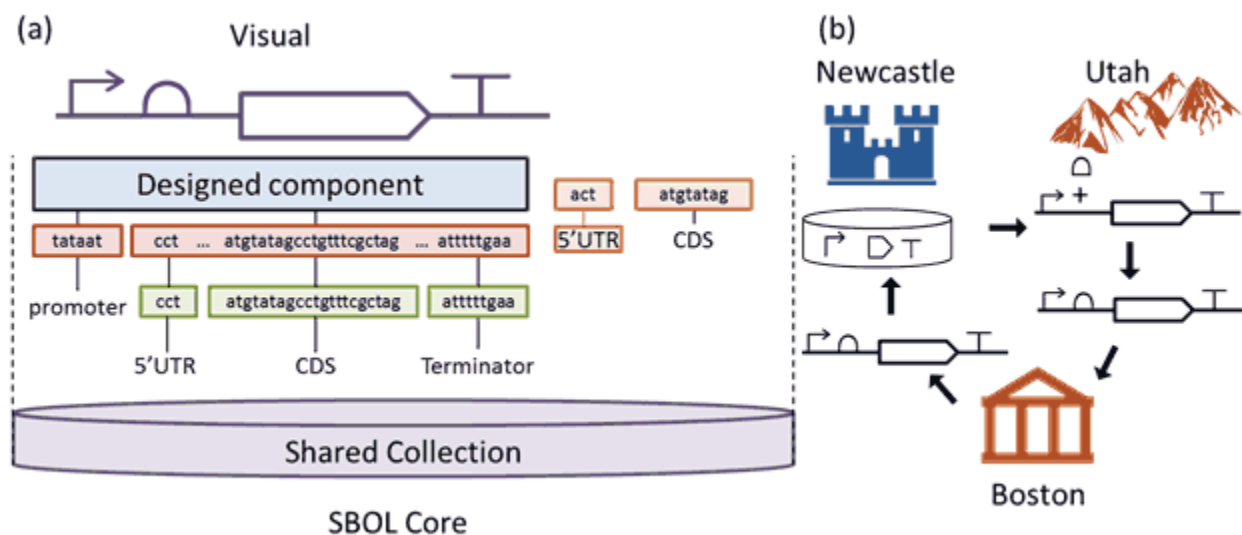 (a)
Visual
Designed component
tataat
cct ... atgtatagcctgtttcgctag ... atttttgaa
act
atgtatag
5'UTR
CDS
promoter
cct
atgtatagcctgtttcgctag
atttttgaa
5'UTR
CDS
Terminator
Shared Collection
SBOL Core
(b)
Newcastle
Utah
+
Boston